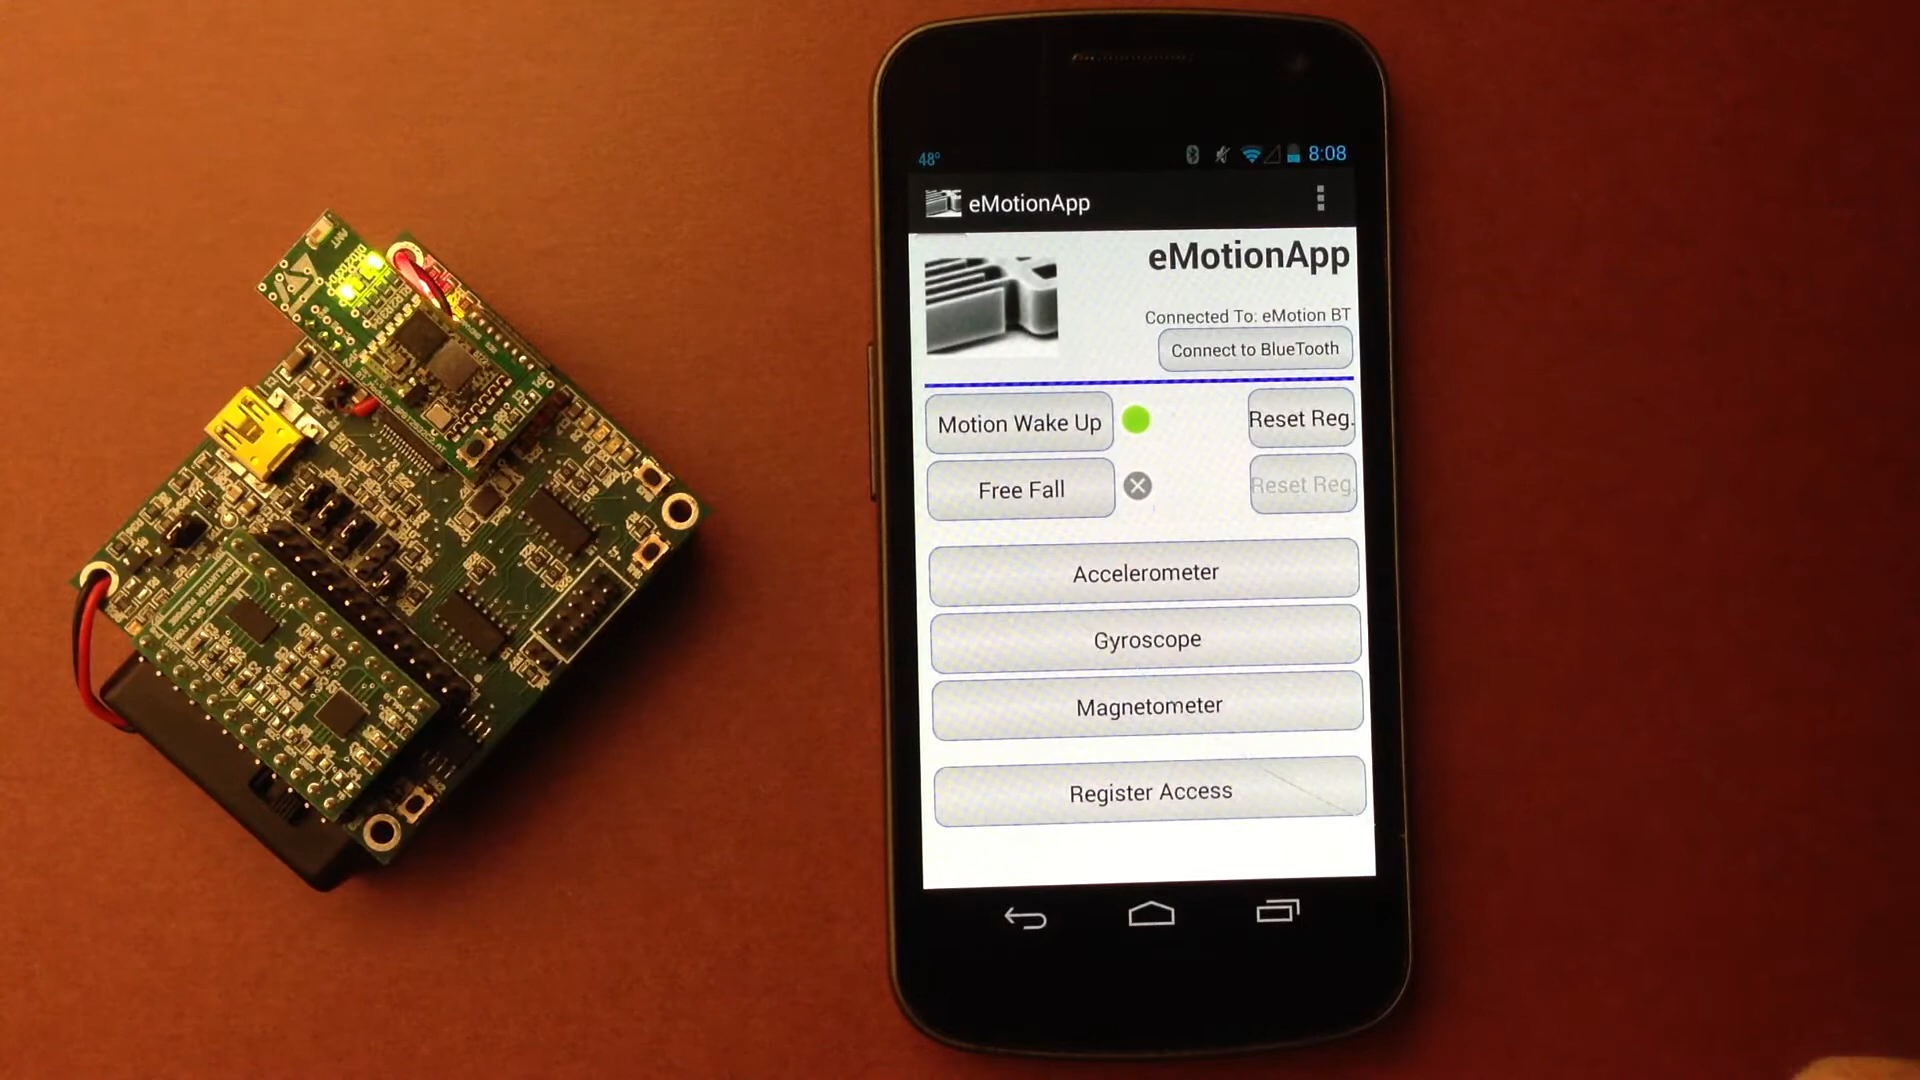 48°
8:08
eMotionApp
eMotionApp
Connected To: eMotion BT
Connect to BlueTooth
Motion Wake Up
Reset Reg.
Free Fall
Reset Reg.
Accelerometer
Gyroscope
Magnetometer
Register Access
ANT